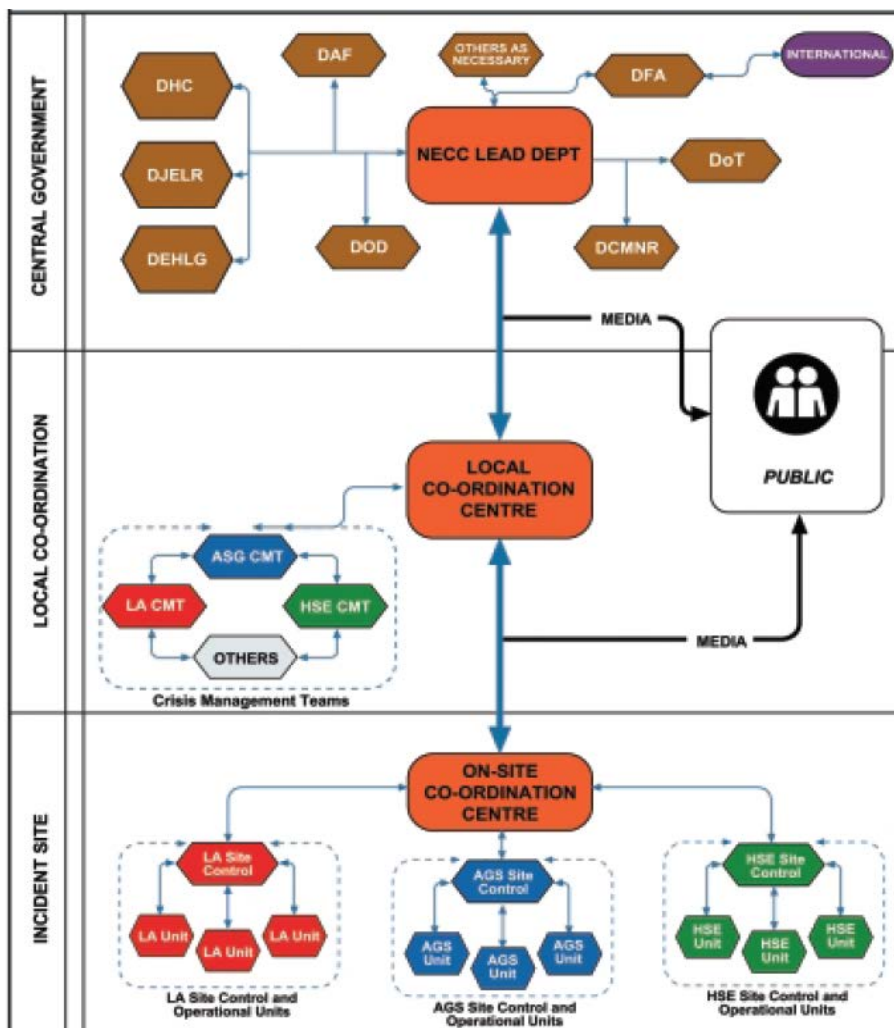 CENTRAL GOVERNMENT
DAF
OTHERS AS
NECESSARY
INTERNATIONAL
DHC
DFA
NECC LEAD DEPT
DoT
DJELR
DEHLG
DOD
DCMNR
MEDIA
PUBLIC
LOCAL CO-ORDINATION
LOCAL
CO-ORDINATION
CENTRE
ASG CMT
LA CMT
HSE CMT
OTHERS
Crisis Management Teams
MEDIA
INCIDENT SITE
ON-SITE
CO-ORDINATION
CENTRE
LA Site
Control
LA Unit
LA Unit
LA Unit
LA Site Control and
Operational Units
AGS Site
Control
AGS
Unit
AGS
Unit
AGS
Unit
AGS Site Control and
Operational Units
HSE Site
Control
HSE
Unit
HSE
Unit
HSE
Unit
HSE Site Control and
Operational Units